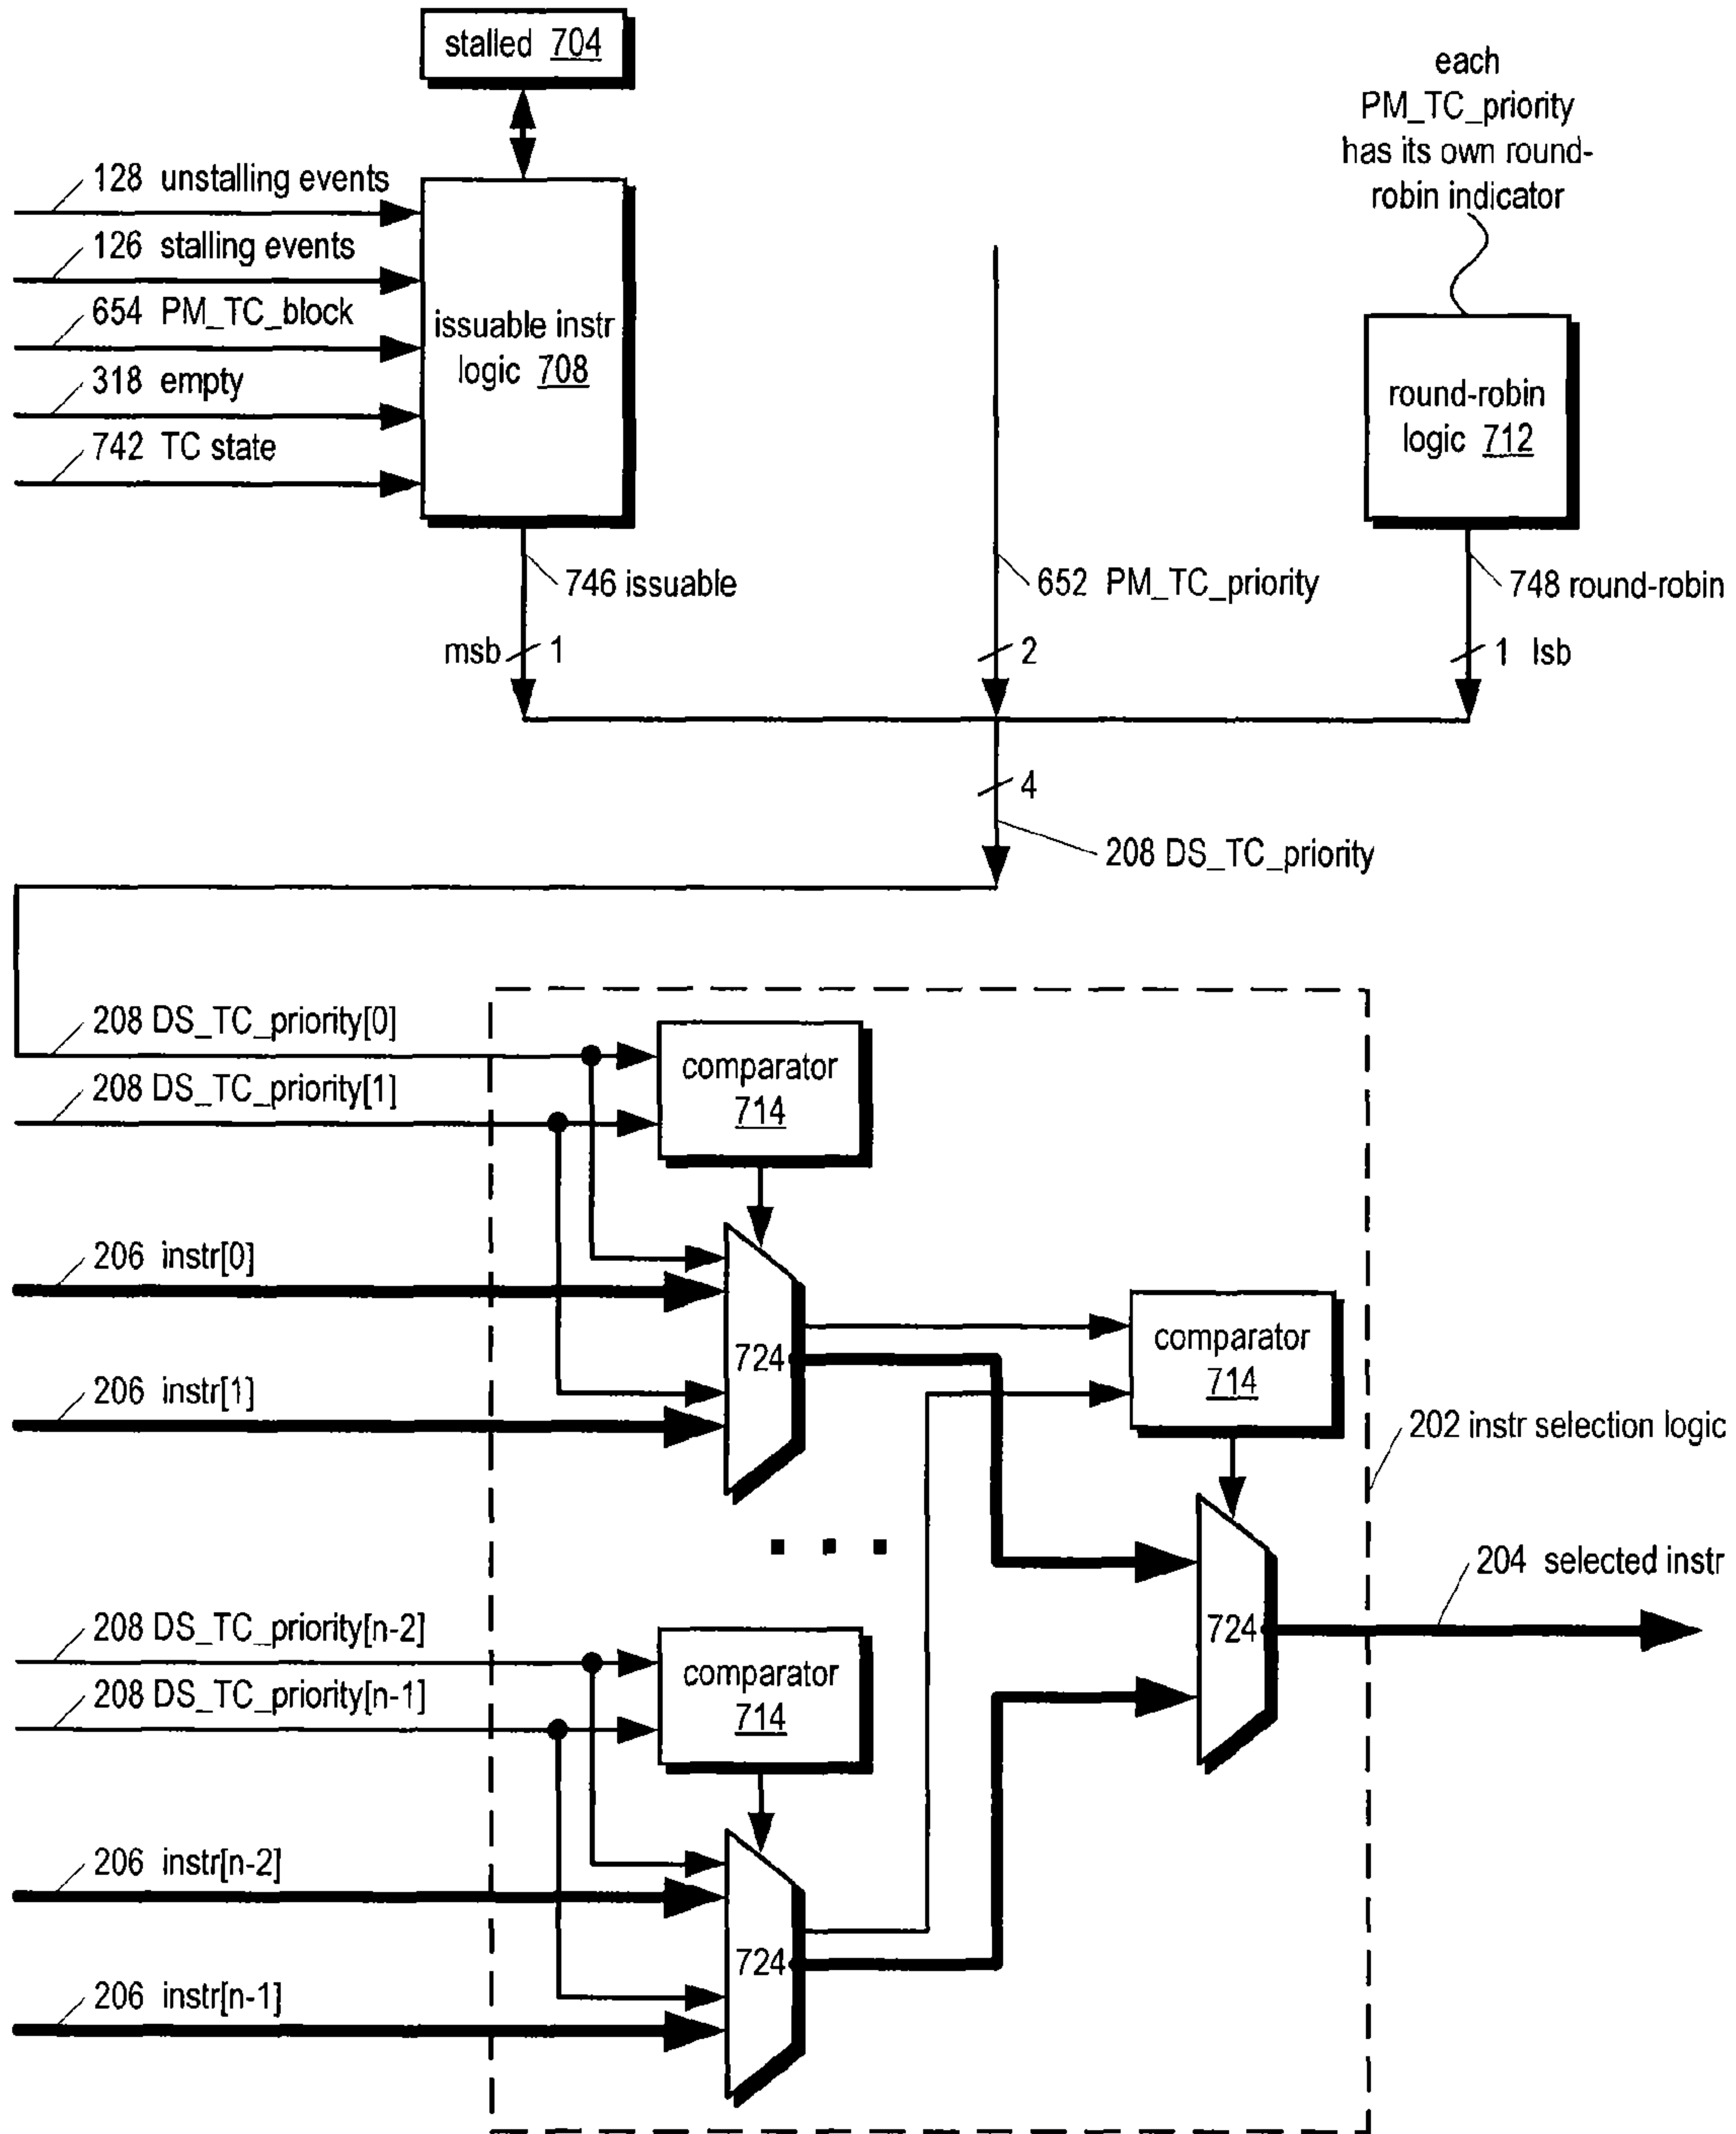 stalled 704
each
PM_TC_priority
has its own round-
robin indicator
128 unstalling events
126 stalling events
654 PM_TC_block
318 empty
742 TC state
issuable instr
logic 708
round-robin
logic 712
746 issuable
652 PM_TC_priority
748 round-robin
msb 1
2
1 lsb
4
208 DS_TC_priority
208 DS_TC_priority[0]
208 DS_TC_priority[1]
comparator
714
206 instr[0]
206 instr[1]
724
comparator
714
202 instr selection logic
. . .
204 selected instr
724
208 DS_TC_priority[n-2]
208 DS_TC_priority[n-1]
comparator
714
206 instr[n-2]
206 instr[n-1]
724